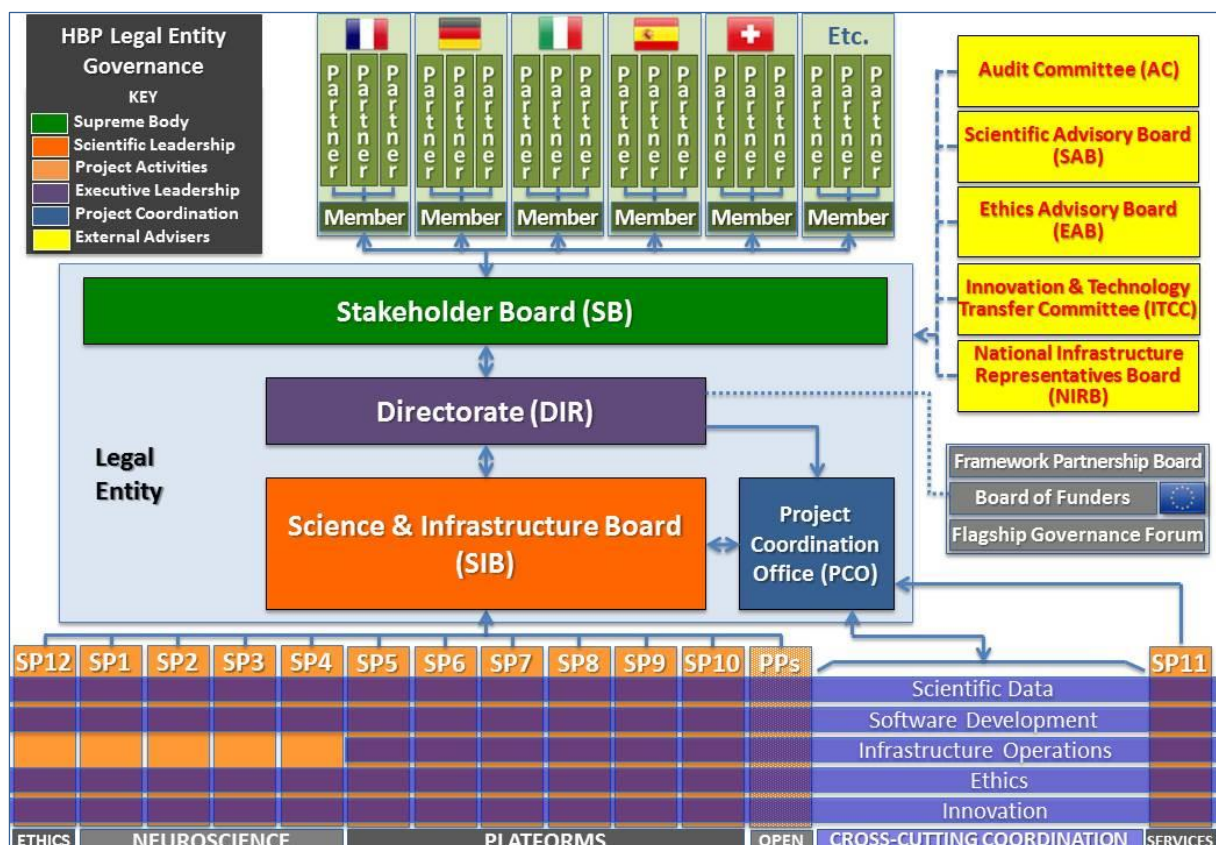 HBP Legal Entity
Governance
KEY
Supreme Body
Scientific Leadership
Project Activities
Executive Leadership
Project Coordination
External Advisers
Etc.
Partner Partner Partner
Partner Partner Partner
Partner Partner Partner
Partner Partner Partner
Partner Partner Partner
Partner Partner Partner
Member
Member
Member
Member
Member
Member
Audit Committee (AC)
Scientific Advisory Board
(SAB)
Ethics Advisory Board
(EAB)
Innovation & Technology
Transfer Committee (ITCC)
National Infrastructure
Representatives Board
(NIRB)
Stakeholder Board (SB)
Directorate (DIR)
Legal
Entity
Science & Infrastructure Board
(SIB)
Project
Coordination
Office (PCO)
Framework Partnership Board
Board of Funders
Flagship Governance Forum
SP12 SP1 SP2 SP3 SP4 SP5 SP6 SP7 SP8 SP9 SP10 PPs SP11
Scientific Data
Software Development
Infrastructure Operations
Ethics
Innovation
ETHICS NEUROSCIENCE PLATFORMS OPEN CROSS-CUTTING COORDINATION SERVICES